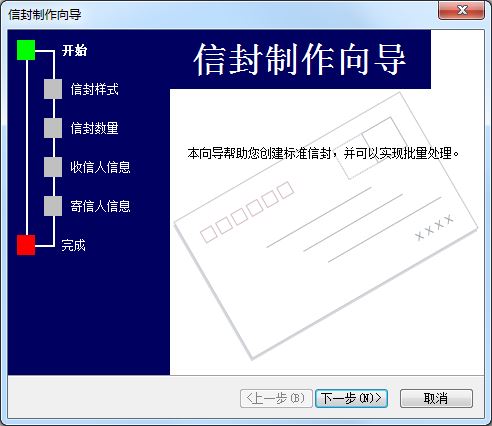 信封制作向导
信封制作向导
开始
信封样式
信封数量
收信人信息
寄信人信息
完成
本向导帮助您创建标准信封，并可以实现批量处理。
XXXX
<上一步(B)
下一步(N)>
取消